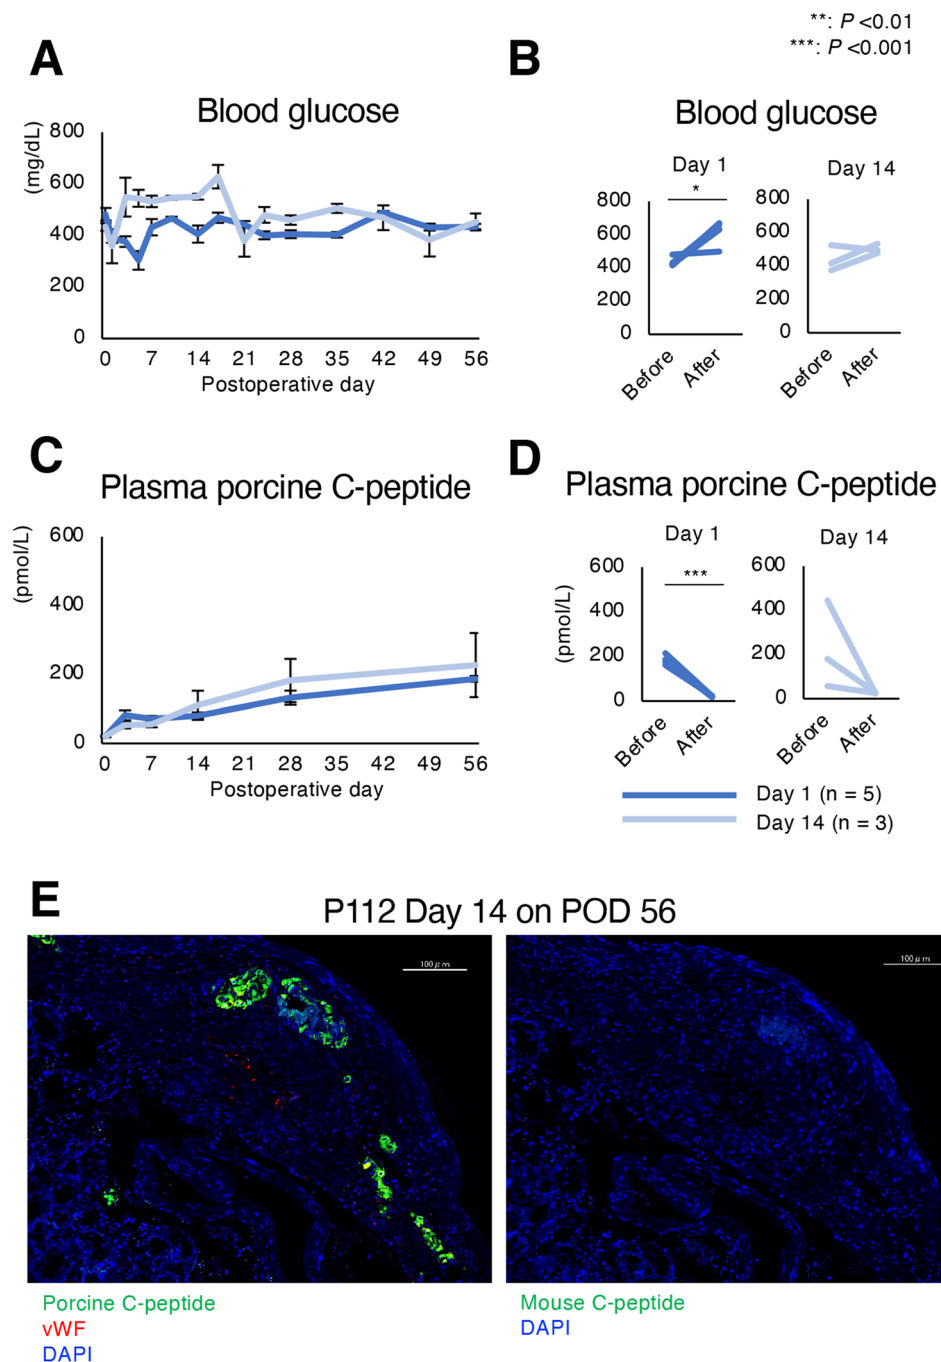 **: P <0.01
***: P <0.001
A
Blood glucose
(mg/dL)
800
600
400
200
0
0 7 14 21 28 35 42 49 56
Postoperative day
B
Blood glucose
Day 1
*
800
600
400
200
0
Before After
Day 14
800
600
400
200
0
Before After
C
Plasma porcine C-peptide
(pmol/L)
600
400
200
0
0 7 14 21 28 35 42 49 56
Postoperative day
D
Plasma porcine C-peptide
Day 1
***
(pmol/L)
600
400
200
0
Before After
Day 14
600
400
200
0
Before After
Day 1 (n = 5)
Day 14 (n = 3)
E
P112 Day 14 on POD 56
100μm
100μm
Porcine C-peptide
vWF
DAPI
Mouse C-peptide
DAPI